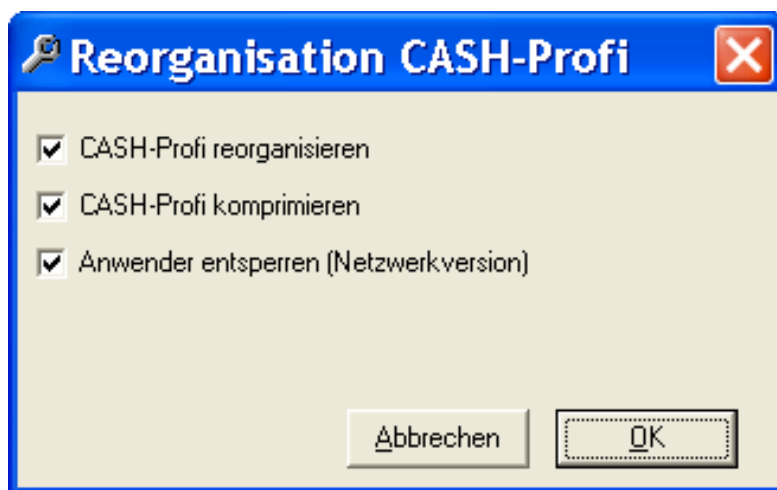 Reorganisation CASH-Profi
CASH-Profi reorganisieren
CASH-Profi komprimieren
Anwender entsperren (Netzwerkversion)
Abbrechen OK